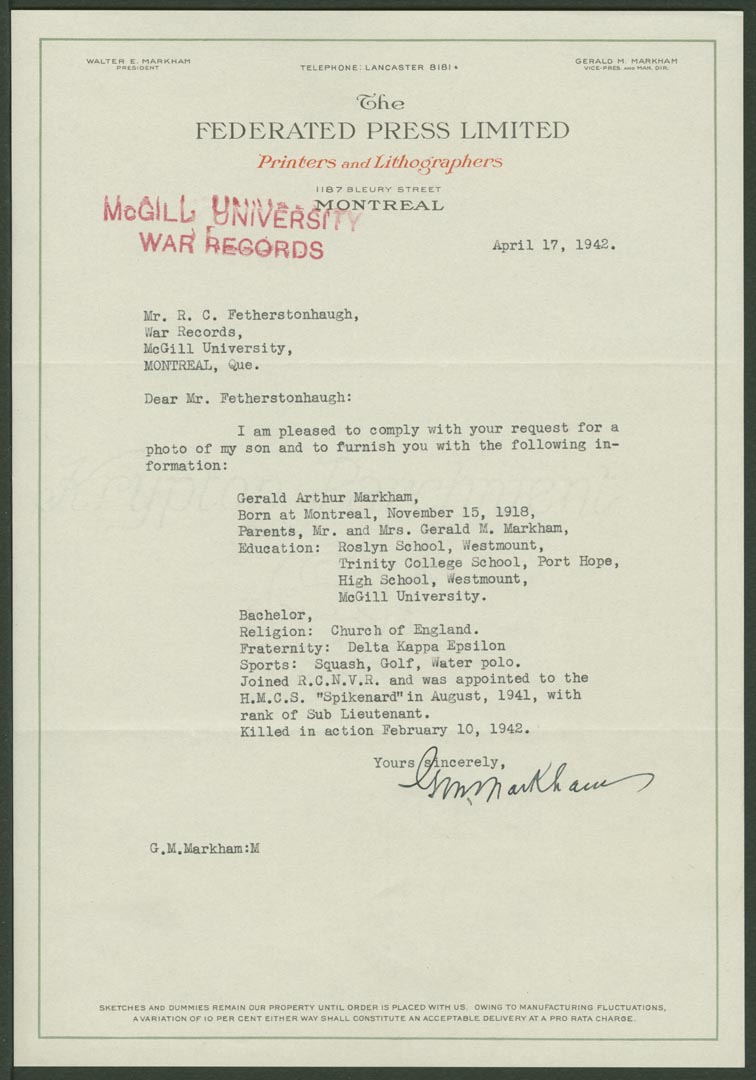 WALTER E. MARKHAM
PRESIDENT
TELEPHONE: LANCASTER 8181★
GERALD M. MARKHAM
VICE-PRES. AND MAN. DIR.
The
FEDERATED PRESS LIMITED
Printers and Lithographers
1187 BLEURY STREET
MONTREAL
McGILL UNIVERSITY
WAR RECORDS
April 17, 1942.
Mr. R. C. Fetherstonhaugh,
War Records,
McGill University,
MONTREAL, Que.
Dear Mr. Fetherstonhaugh:
I am pleased to comply with your request for a
photo of my son and to furnish you with the following in-
formation:
Gerald Arthur Markham,
Born at Montreal, November 15, 1918,
Parents, Mr. and Mrs. Gerald M. Markham,
Education: Roslyn School, Westmount,
Trinity College School, Port Hope,
High School, Westmount,
McGill University.
Bachelor,
Religion: Church of England.
Fraternity: Delta Kappa Epsilon
Sports: Squash, Golf, Water polo.
Joined R.C.N.V.R. and was appointed to the
H.M.C.S. "Spikenard" in August, 1941, with
rank of Sub Lieutenant.
Killed in action February 10, 1942.
Yours sincerely,
G.M. Markham
G.M.Markham:M
SKETCHES AND DUMMIES REMAIN OUR PROPERTY UNTIL ORDER IS PLACED WITH US. OWING TO MANUFACTURING FLUCTUATIONS,
A VARIATION OF 10 PER CENT EITHER WAY SHALL CONSTITUTE AN ACCEPTABLE DELIVERY AT A PRO RATA CHARGE.